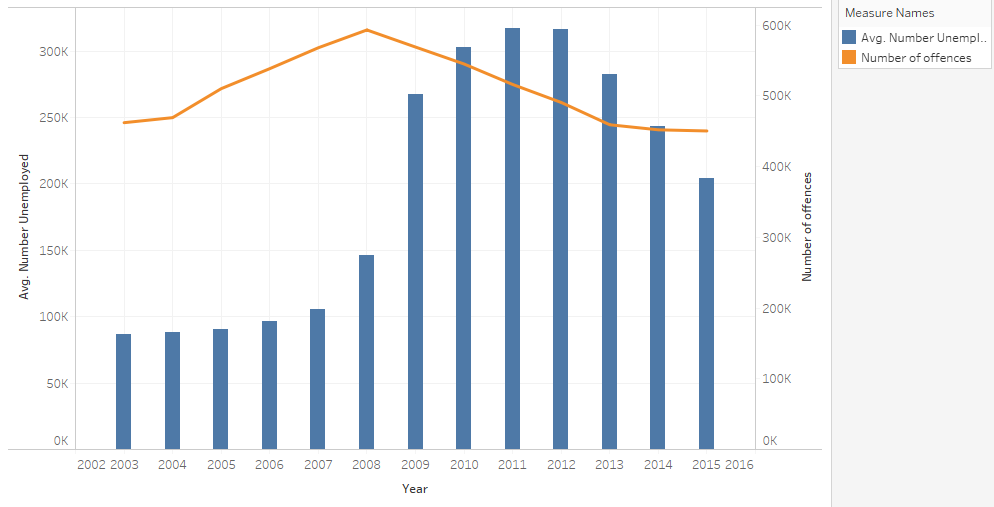 Measure Names
Avg. Number Unempl..
Number of offences
Avg. Number Unemployed
300K
250K
200K
150K
100K
50K
0K
600K
500K
400K
300K
200K
100K
0K
Number of offences
2002 2003 2004 2005 2006 2007 2008 2009 2010 2011 2012 2013 2014 2015 2016
Year